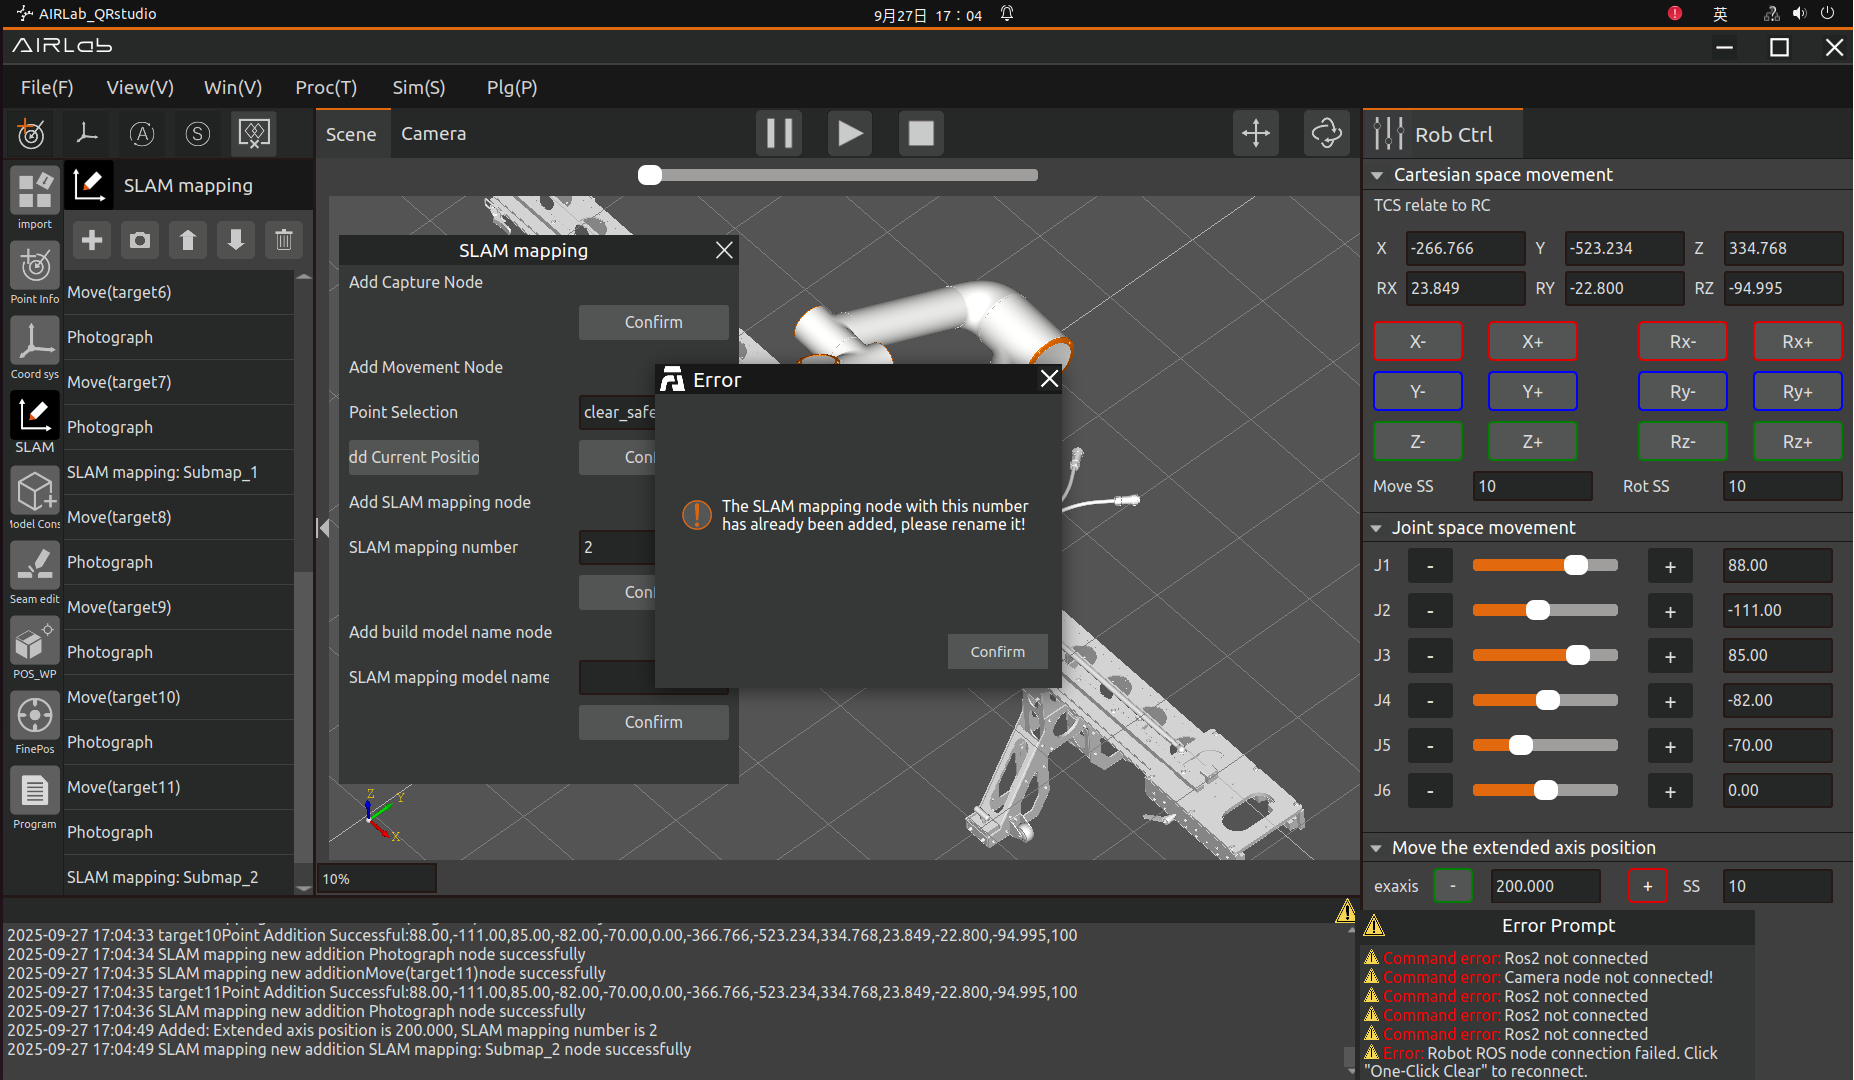 AIRLab_QRstudio
9月27日 17：04
英
AIRLab
File(F)
View(V)
Win(V)
Proc(T)
Sim(S)
Plg(P)
A
S
Scene
Camera
Rob Ctrl
import
Point Info
Coord sys
SLAM
Model Cons
Seam edit
POS_WP
FinePos
Program
SLAM mapping
Move(target6)
Photograph
Move(target7)
Photograph
SLAM mapping: Submap_1
Move(target8)
Photograph
Move(target9)
Photograph
Move(target10)
Photograph
Move(target11)
Photograph
SLAM mapping: Submap_2
SLAM mapping
Add Capture Node
Confirm
Add Movement Node
Point Selection
clear_safe
dd Current Positio
Con
Add SLAM mapping node
SLAM mapping number
2
Con
Add build model name node
SLAM mapping model name
Confirm
Error
The SLAM mapping node with this number
has already been added, please rename it!
Confirm
Z
Y
X
10%
Cartesian space movement
TCS relate to RC
X -266.766 Y -523.234 Z 334.768
RX 23.849 RY -22.800 RZ -94.995
X- X+ Rx- Rx+
Y- Y+ Ry- Ry+
Z- Z+ Rz- Rz+
Move SS 10 Rot SS 10
Joint space movement
J1 - + 88.00
J2 - + -111.00
J3 - + 85.00
J4 - + -82.00
J5 - + -70.00
J6 - + 0.00
Move the extended axis position
exaxis - 200.000 + SS 10
2025-09-27 17:04:33 target10Point Addition Successful:88.00,-111.00,85.00,-82.00,-70.00,0.00,-366.766,-523.234,334.768,23.849,-22.800,-94.995,100
2025-09-27 17:04:34 SLAM mapping new addition Photograph node successfully
2025-09-27 17:04:35 SLAM mapping new additionMove(target11)node successfully
2025-09-27 17:04:35 target11Point Addition Successful:88.00,-111.00,85.00,-82.00,-70.00,0.00,-366.766,-523.234,334.768,23.849,-22.800,-94.995,100
2025-09-27 17:04:36 SLAM mapping new addition Photograph node successfully
2025-09-27 17:04:49 Added: Extended axis position is 200.000, SLAM mapping number is 2
2025-09-27 17:04:49 SLAM mapping new addition SLAM mapping: Submap_2 node successfully
Error Prompt
Command error: Ros2 not connected
Command error: Camera node not connected!
Command error: Ros2 not connected
Command error: Ros2 not connected
Command error: Ros2 not connected
Error: Robot ROS node connection failed. Click
"One-Click Clear" to reconnect.